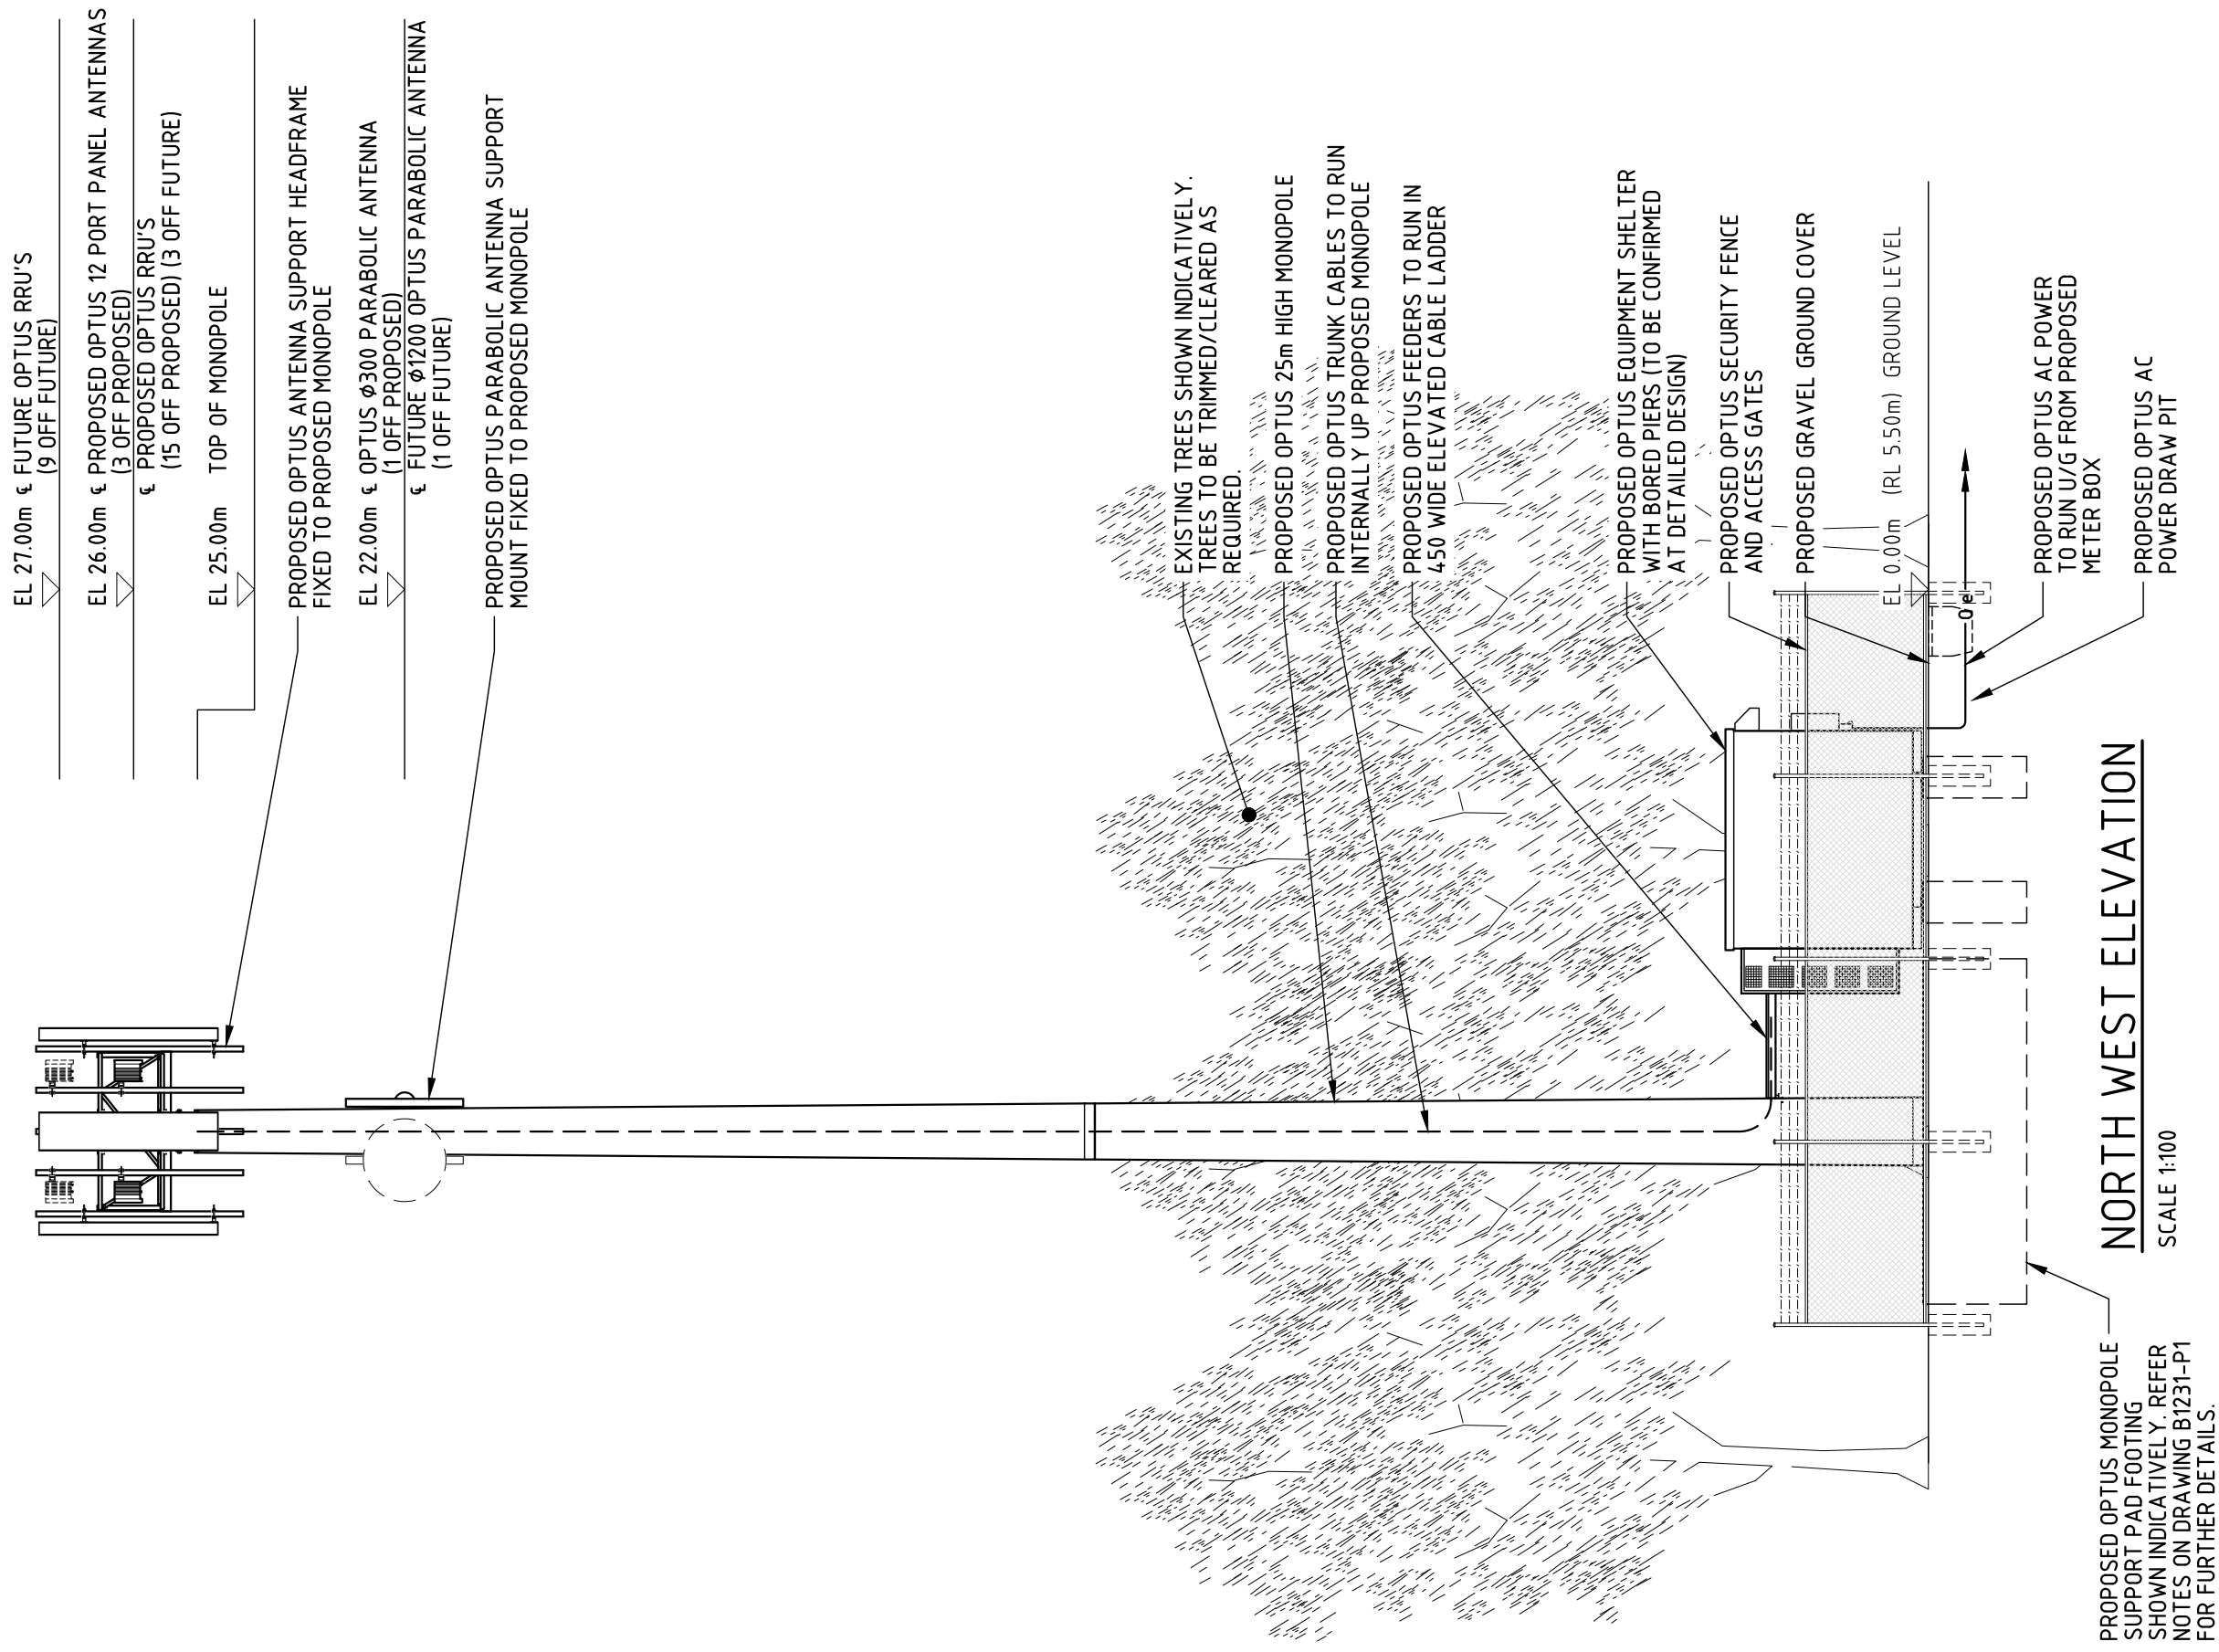 EL 27.00m ℄ FUTURE OPTUS RRU'S
(9 OFF FUTURE)
EL 26.00m ℄ PROPOSED OPTUS 12 PORT PANEL ANTENNAS
(3 OFF PROPOSED)
℄ PROPOSED OPTUS RRU'S
(15 OFF PROPOSED) (3 OFF FUTURE)
EL 25.00m TOP OF MONOPOLE
PROPOSED OPTUS ANTENNA SUPPORT HEADFRAME
FIXED TO PROPOSED MONOPOLE
EL 22.00m ℄ OPTUS ⌀300 PARABOLIC ANTENNA
(1 OFF PROPOSED)
℄ FUTURE ⌀1200 OPTUS PARABOLIC ANTENNA
(1 OFF FUTURE)
PROPOSED OPTUS PARABOLIC ANTENNA SUPPORT
MOUNT FIXED TO PROPOSED MONOPOLE
EXISTING TREES SHOWN INDICATIVELY.
TREES TO BE TRIMMED/CLEARED AS
REQUIRED.
PROPOSED OPTUS 25m HIGH MONOPOLE
PROPOSED OPTUS TRUNK CABLES TO RUN
INTERNALLY UP PROPOSED MONOPOLE
PROPOSED OPTUS FEEDERS TO RUN IN
450 WIDE ELEVATED CABLE LADDER
PROPOSED OPTUS EQUIPMENT SHELTER
WITH BORED PIERS (TO BE CONFIRMED
AT DETAILED DESIGN)
PROPOSED OPTUS SECURITY FENCE
AND ACCESS GATES
PROPOSED GRAVEL GROUND COVER
EL 0.00m (RL 5.50m) GROUND LEVEL
Oe
PROPOSED OPTUS AC POWER
TO RUN U/G FROM PROPOSED
METER BOX
PROPOSED OPTUS AC
POWER DRAW PIT
PROPOSED OPTUS MONOPOLE
SUPPORT PAD FOOTING
SHOWN INDICATIVELY. REFER
NOTES ON DRAWING B1231-P1
FOR FURTHER DETAILS.
NORTH WEST ELEVATION
SCALE 1:100